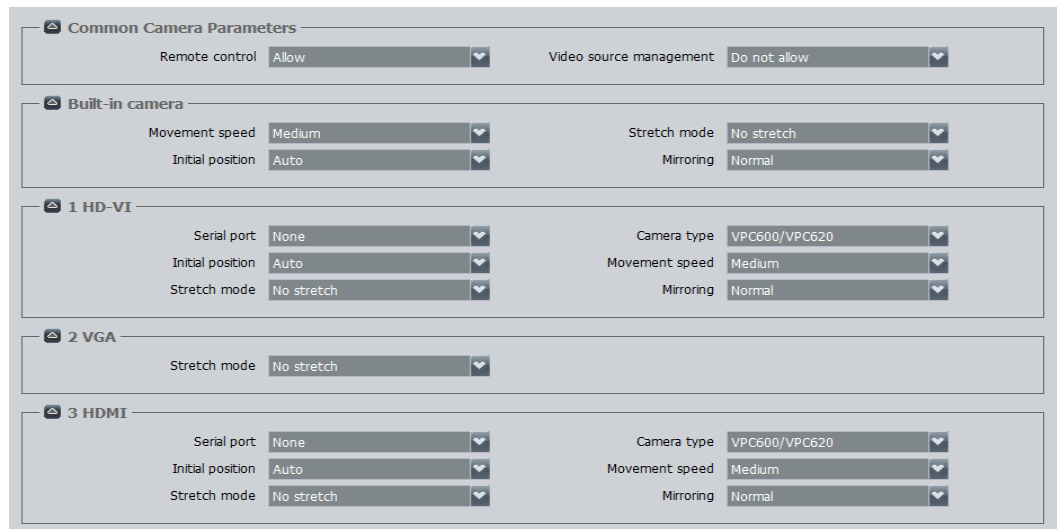 Common Camera Parameters
Remote control Allow Video source management Do not allow
Built-in camera
Movement speed Medium Stretch mode No stretch
Initial position Auto Mirroring Normal
1 HD-VI
Serial port None Camera type VPC600/VPC620
Initial position Auto Movement speed Medium
Stretch mode No stretch Mirroring Normal
2 VGA
Stretch mode No stretch
3 HDMI
Serial port None Camera type VPC600/VPC620
Initial position Auto Movement speed Medium
Stretch mode No stretch Mirroring Normal